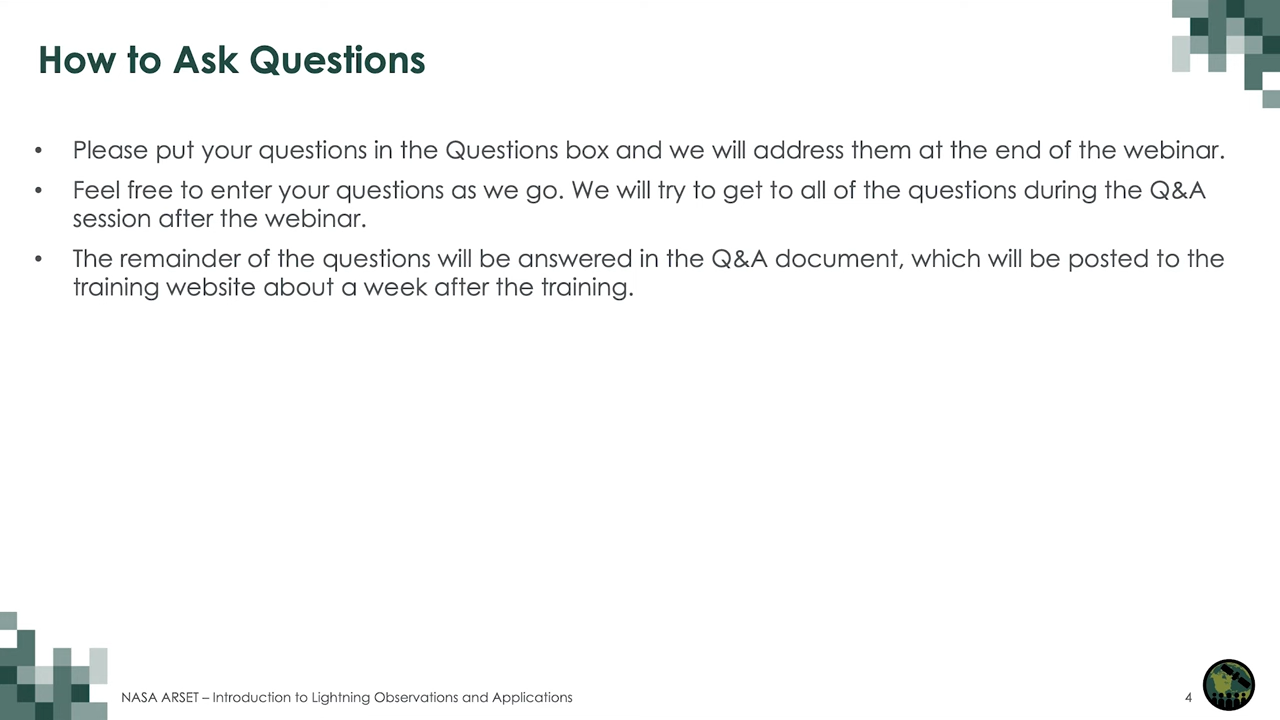 How to Ask Questions
• Please put your questions in the Questions box and we will address them at the end of the webinar.
• Feel free to enter your questions as we go. We will try to get to all of the questions during the Q&A
session after the webinar.
• The remainder of the questions will be answered in the Q&A document, which will be posted to the
training website about a week after the training.
NASA ARSET – Introduction to Lightning Observations and Applications
4